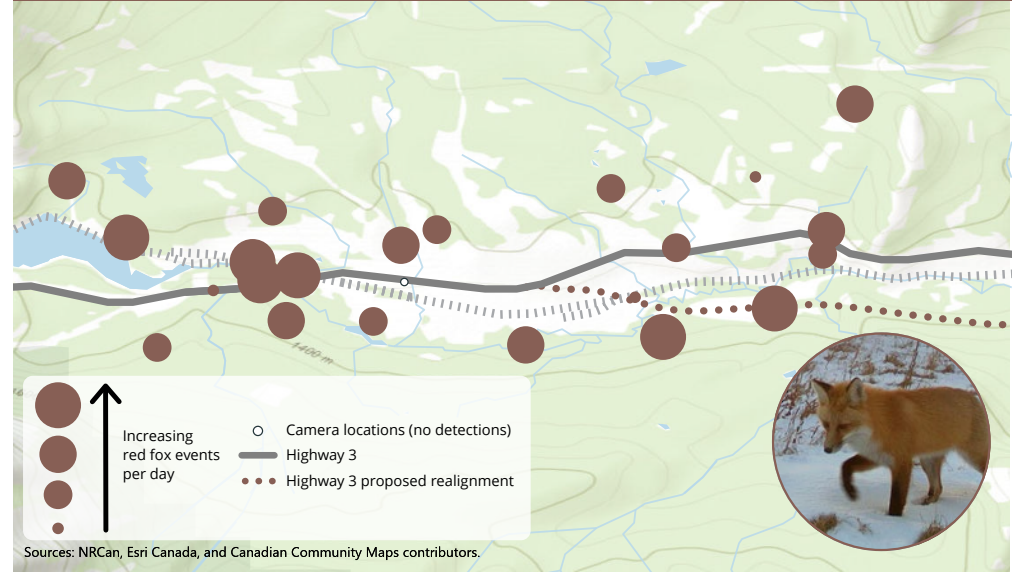 1400 m
Increasing
red fox events
per day
Camera locations (no detections)
Highway 3
Highway 3 proposed realignment
Sources: NRCan, Esri Canada, and Canadian Community Maps contributors.